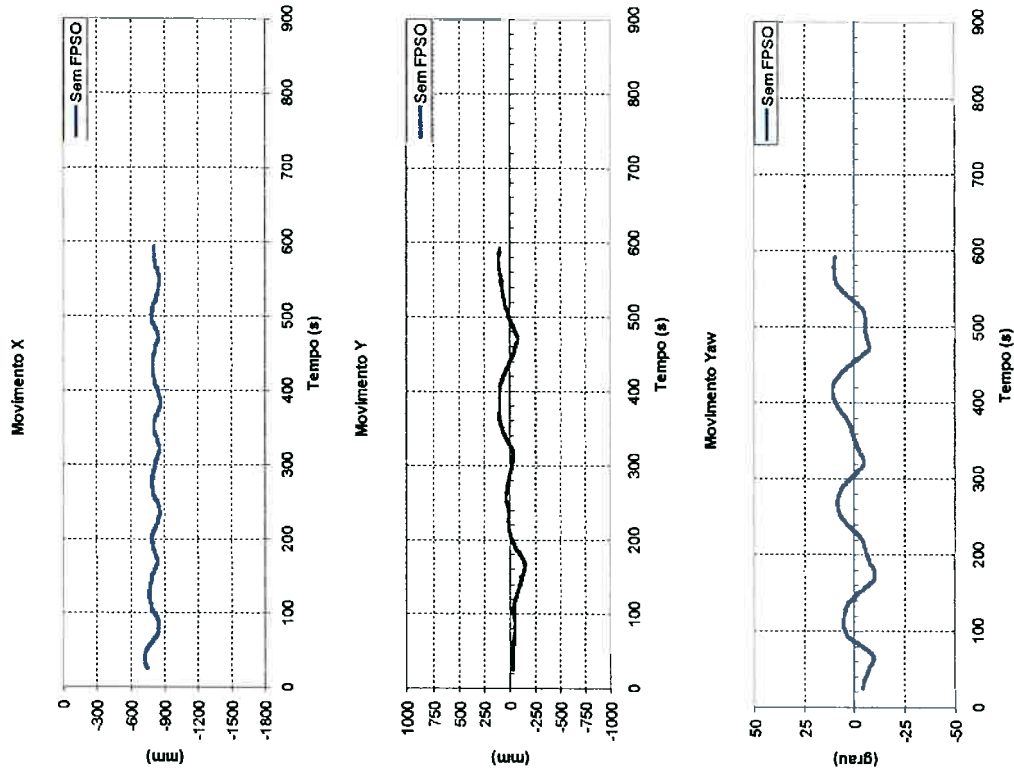 Movimento X
Sem FPSO
0
-300
-600
-900
-1200
-1500
-1800
(mm)
0 100 200 300 400 500 600 700 800 900
Tempo (s)
Movimento Y
Sem FPSO
1000
750
500
250
0
-250
-500
-750
-1000
(mm)
0 100 200 300 400 500 600 700 800 900
Tempo (s)
Movimento Yaw
Sem FPSO
50
25
0
-25
-50
(grau)
0 100 200 300 400 500 600 700 800 900
Tempo (s)